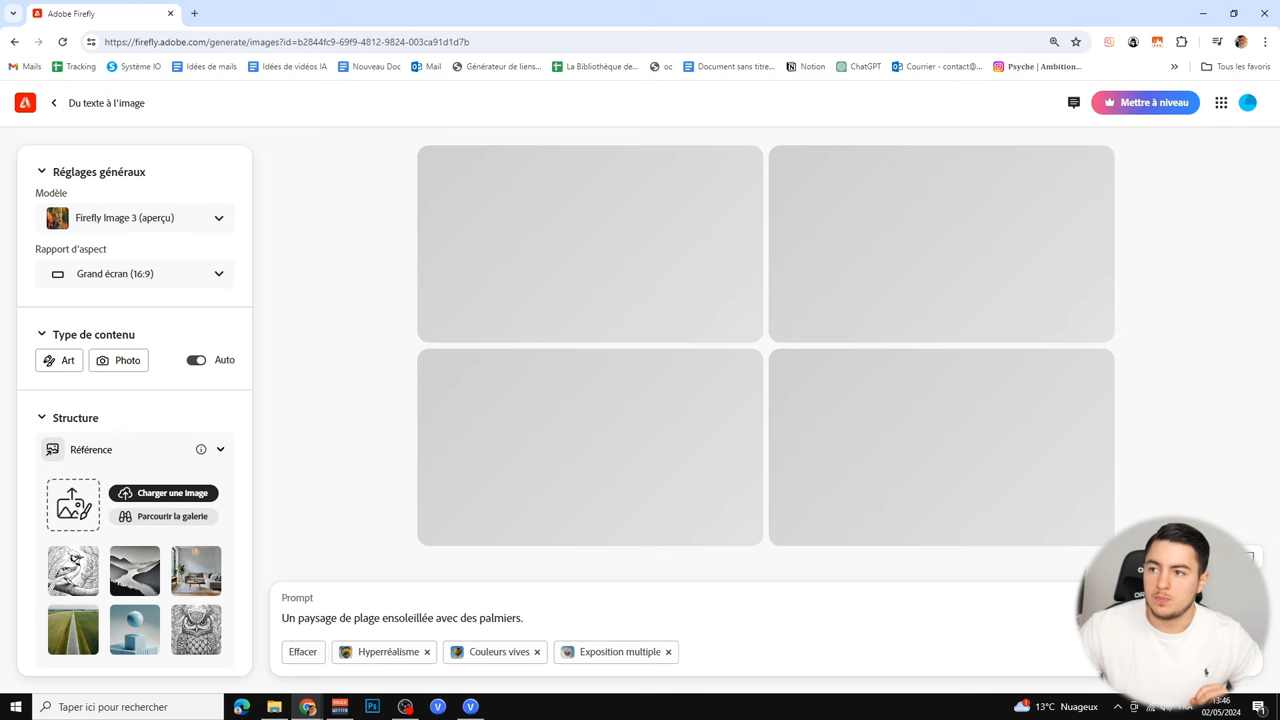 Adobe Firefly
https://firefly.adobe.com/generate/images?id=b2844fc9-69f9-4812-9824-003ca91d1d7b
Mails
Tracking
Système IO
Idées de mails
Idées de vidéos IA
Nouveau Doc
Mail
Générateur de liens...
La Bibliothèque de...
oc
Document sans titre...
Notion
ChatGPT
Courrier - contact@...
Psyche | Ambition...
Tous les favoris
Du texte à l'image
Mettre à niveau
Réglages généraux
Modèle
Firefly Image 3 (aperçu)
Rapport d'aspect
Grand écran (16:9)
Type de contenu
Art
Photo
Auto
Structure
Référence
Charger une image
Parcourir la galerie
Prompt
Un paysage de plage ensoleillée avec des palmiers.
Effacer
Hyperréalisme
Couleurs vives
Exposition multiple
Taper ici pour rechercher
13°C Nuageux
13:46
02/05/2024